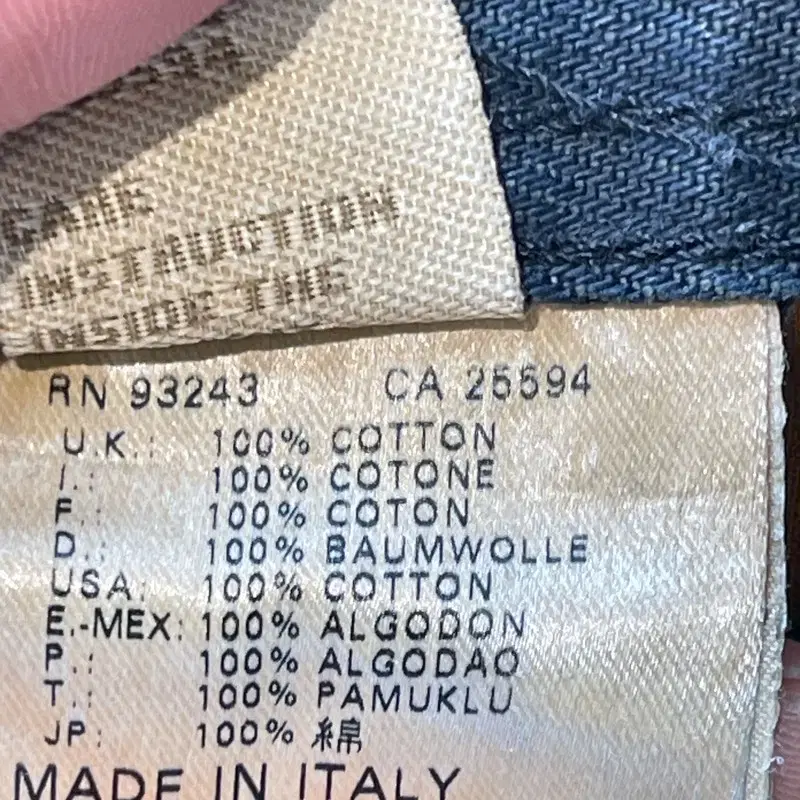 SAME
INSTRUCTION
INSIDE THE
RN 93243 CA 25594
U.K.: 100% COTTON
I.: 100% COTONE
F.: 100% COTON
D.: 100% BAUMWOLLE
USA: 100% COTTON
E.-MEX: 100% ALGODON
P.: 100% ALGODAO
T.: 100% PAMUKLU
JP: 100% 綿
MADE IN ITALY